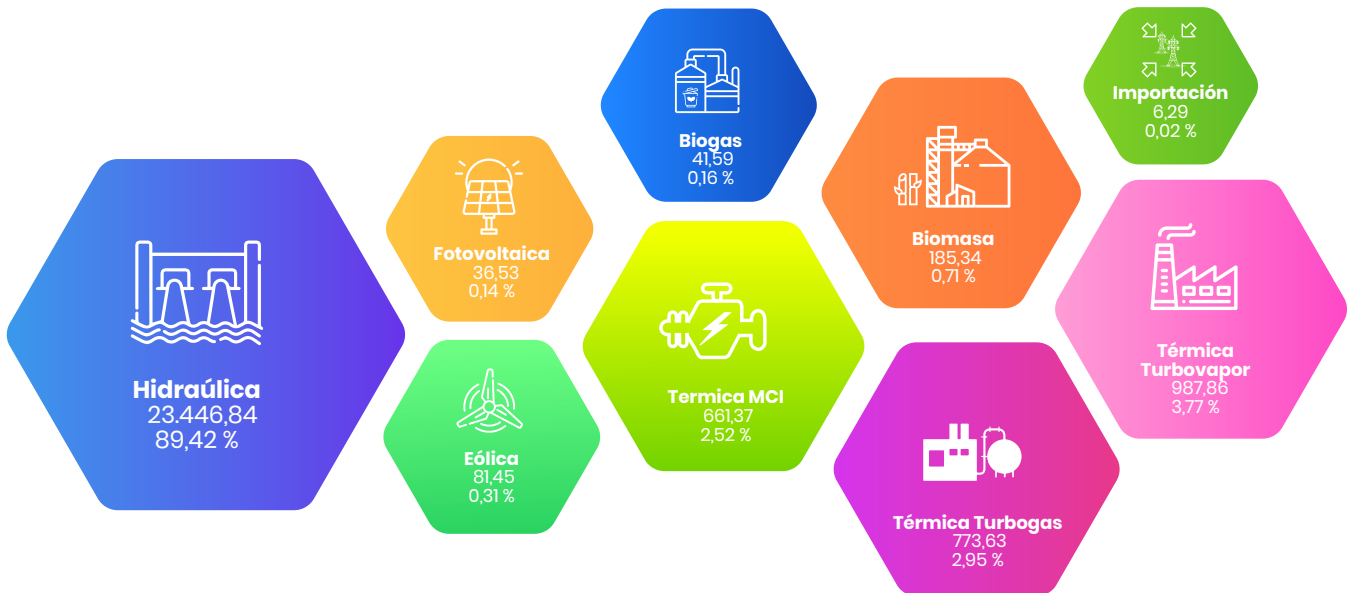 Hidraúlica
23.446,84
89,42 %
Fotovoltaica
36,53
0,14 %
Eólica
81,45
0,31 %
Biogas
41,59
0,16 %
Termica MCI
661,37
2,52 %
Biomasa
185,34
0,71 %
Térmica Turbogas
773,63
2,95 %
Importación
6,29
0,02 %
Térmica
Turbovapor
987,86
3,77 %